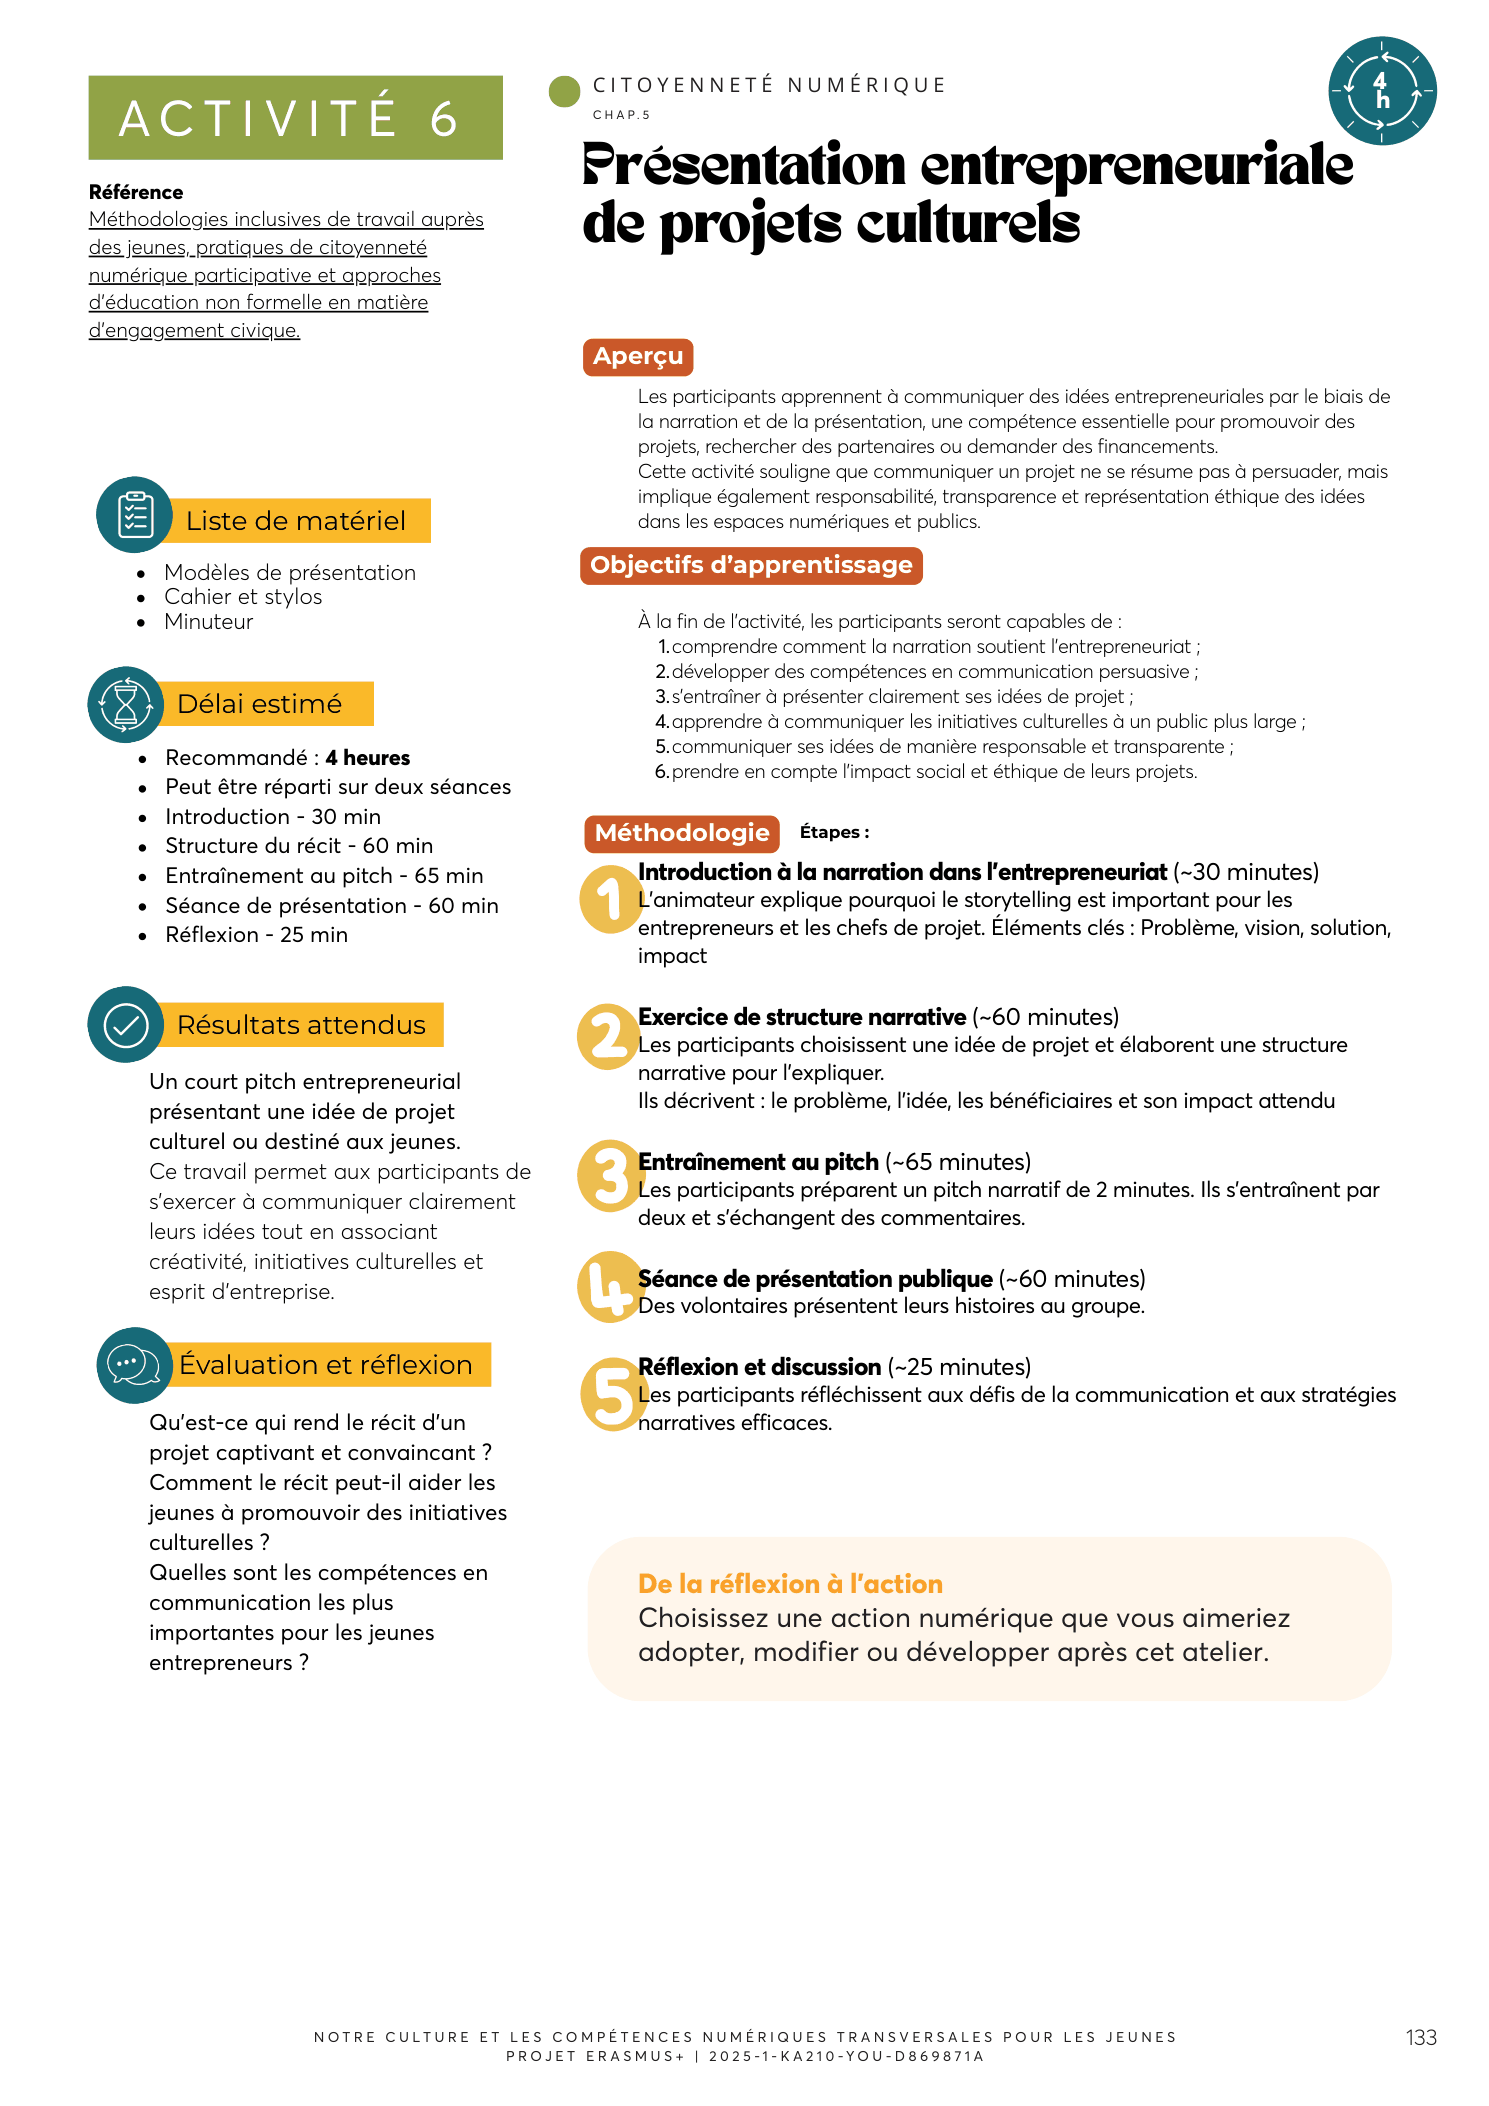 ACTIVITÉ 6
Référence
Méthodologies inclusives de travail auprès
des jeunes, pratiques de citoyenneté
numérique participative et approches
d'éducation non formelle en matière
d'engagement civique.
Liste de matériel
• Modèles de présentation
• Cahier et stylos
• Minuteur
Délai estimé
• Recommandé : 4 heures
• Peut être réparti sur deux séances
• Introduction - 30 min
• Structure du récit - 60 min
• Entraînement au pitch - 65 min
• Séance de présentation - 60 min
• Réflexion - 25 min
Résultats attendus
Un court pitch entrepreneurial
présentant une idée de projet
culturel ou destiné aux jeunes.
Ce travail permet aux participants de
s'exercer à communiquer clairement
leurs idées tout en associant
créativité, initiatives culturelles et
esprit d'entreprise.
Évaluation et réflexion
Qu'est-ce qui rend le récit d'un
projet captivant et convaincant ?
Comment le récit peut-il aider les
jeunes à promouvoir des initiatives
culturelles ?
Quelles sont les compétences en
communication les plus
importantes pour les jeunes
entrepreneurs ?
CITOYENNETÉ NUMÉRIQUE
CHAP.5
4
h
Présentation entrepreneuriale
de projets culturels
Aperçu
Les participants apprennent à communiquer des idées entrepreneuriales par le biais de
la narration et de la présentation, une compétence essentielle pour promouvoir des
projets, rechercher des partenaires ou demander des financements.
Cette activité souligne que communiquer un projet ne se résume pas à persuader, mais
implique également responsabilité, transparence et représentation éthique des idées
dans les espaces numériques et publics.
Objectifs d'apprentissage
À la fin de l'activité, les participants seront capables de :
1. comprendre comment la narration soutient l'entrepreneuriat ;
2. développer des compétences en communication persuasive ;
3. s'entraîner à présenter clairement ses idées de projet ;
4. apprendre à communiquer les initiatives culturelles à un public plus large ;
5. communiquer ses idées de manière responsable et transparente ;
6. prendre en compte l'impact social et éthique de leurs projets.
Méthodologie Étapes :
1 Introduction à la narration dans l'entrepreneuriat (~30 minutes)
L'animateur explique pourquoi le storytelling est important pour les
entrepreneurs et les chefs de projet. Éléments clés : Problème, vision, solution,
impact
2 Exercice de structure narrative (~60 minutes)
Les participants choisissent une idée de projet et élaborent une structure
narrative pour l'expliquer.
Ils décrivent : le problème, l'idée, les bénéficiaires et son impact attendu
3 Entraînement au pitch (~65 minutes)
Les participants préparent un pitch narratif de 2 minutes. Ils s'entraînent par
deux et s'échangent des commentaires.
4 Séance de présentation publique (~60 minutes)
Des volontaires présentent leurs histoires au groupe.
5 Réflexion et discussion (~25 minutes)
Les participants réfléchissent aux défis de la communication et aux stratégies
narratives efficaces.
De la réflexion à l'action
Choisissez une action numérique que vous aimeriez
adopter, modifier ou développer après cet atelier.
NOTRE CULTURE ET LES COMPÉTENCES NUMÉRIQUES TRANSVERSALES POUR LES JEUNES
PROJET ERASMUS+ | 2025-1-KA210-YOU-D869871A
133